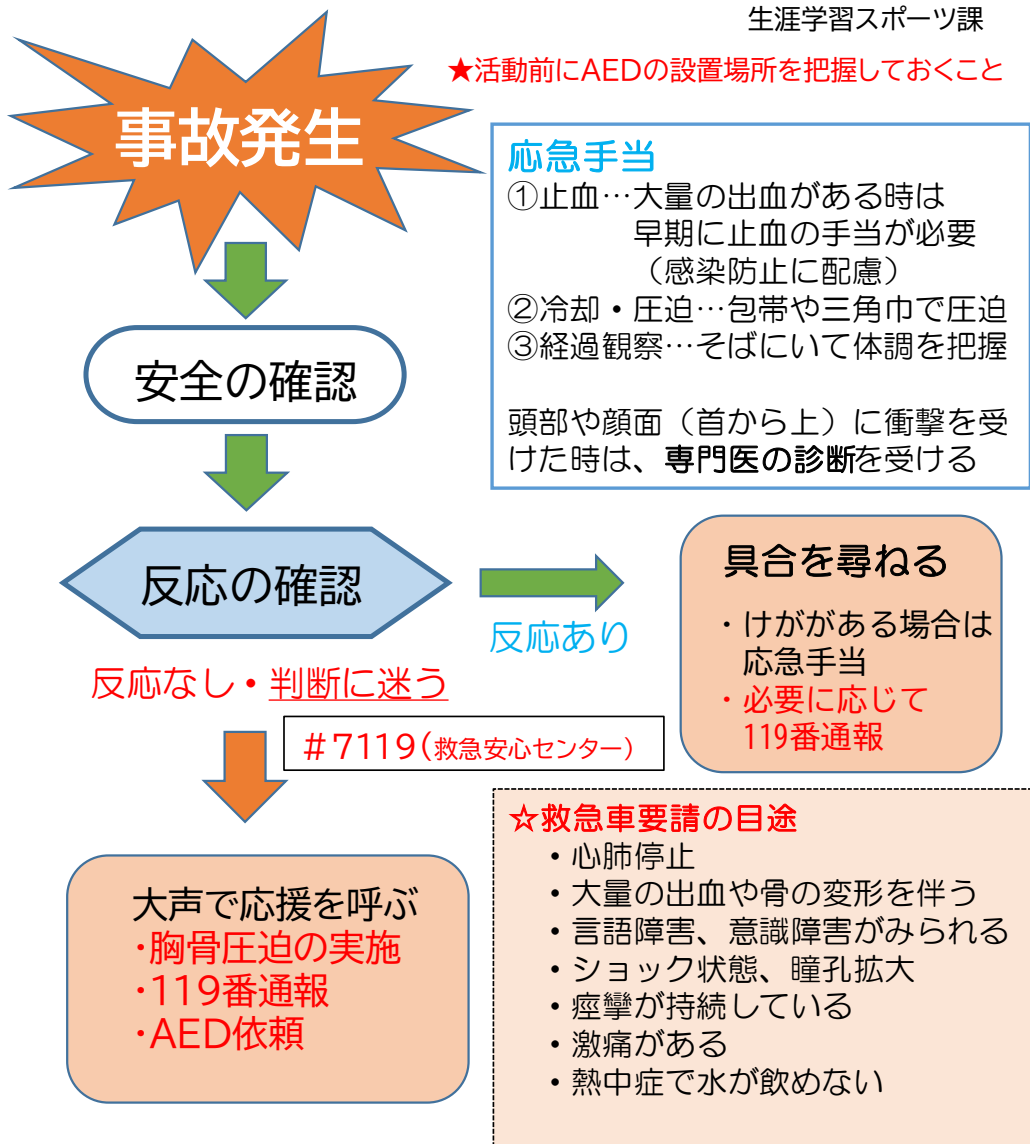 生涯学習スポーツ課
★活動前にAEDの設置場所を把握しておくこと
事故発生
応急手当
①止血…大量の出血がある時は
早期に止血の手当が必要
（感染防止に配慮）
②冷却・圧迫…包帯や三角巾で圧迫
③経過観察…そばにいて体調を把握
頭部や顔面（首から上）に衝撃を受
けた時は、専門医の診断を受ける
安全の確認
反応の確認
反応あり
具合を尋ねる
・けががある場合は
応急手当
・必要に応じて
119番通報
反応なし・判断に迷う
＃7119（救急安心センター）
大声で応援を呼ぶ
・胸骨圧迫の実施
・119番通報
・AED依頼
☆救急車要請の目途
・心肺停止
・大量の出血や骨の変形を伴う
・言語障害、意識障害がみられる
・ショック状態、瞳孔拡大
・痙攣が持続している
・激痛がある
・熱中症で水が飲めない